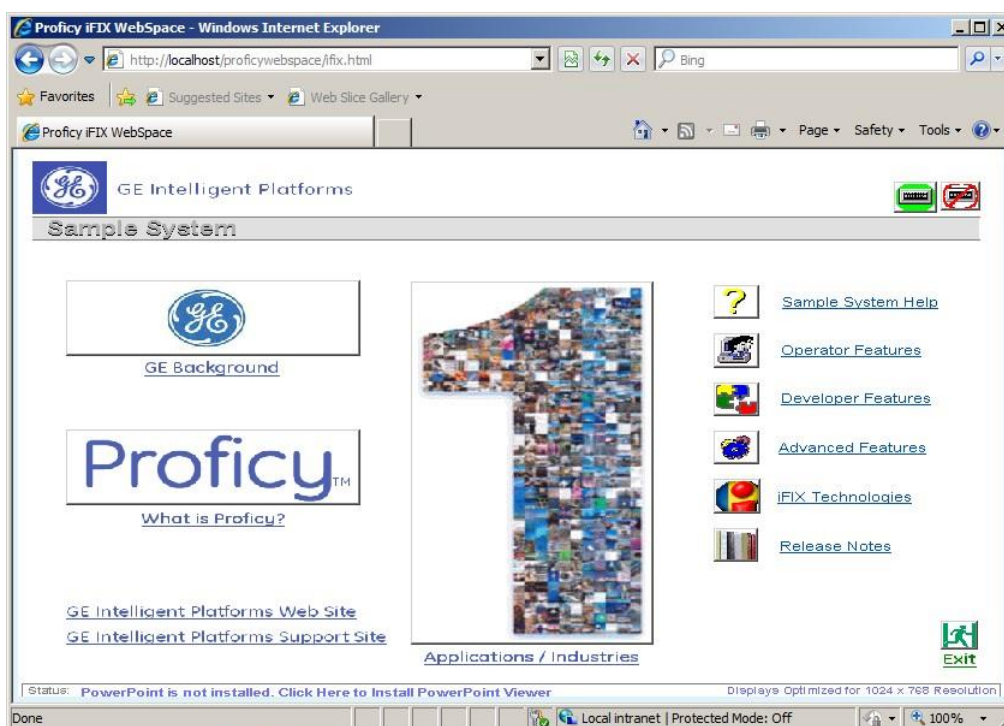 Proficy iFIX WebSpace - Windows Internet Explorer
http://localhost/proficywebspace/ifix.html
Bing
Favorites
Suggested Sites
Web Slice Gallery
Proficy iFIX WebSpace
Page
Safety
Tools
GE Intelligent Platforms
Sample System
GE Background
Proficy™
What is Proficy?
GE Intelligent Platforms Web Site
GE Intelligent Platforms Support Site
Applications / Industries
Sample System Help
Operator Features
Developer Features
Advanced Features
iFIX Technologies
Release Notes
Exit
Status: PowerPoint is not installed. Click Here to Install PowerPoint Viewer
Displays Optimized for 1024 x 768 Resolution
Done
Local intranet | Protected Mode: Off
100%